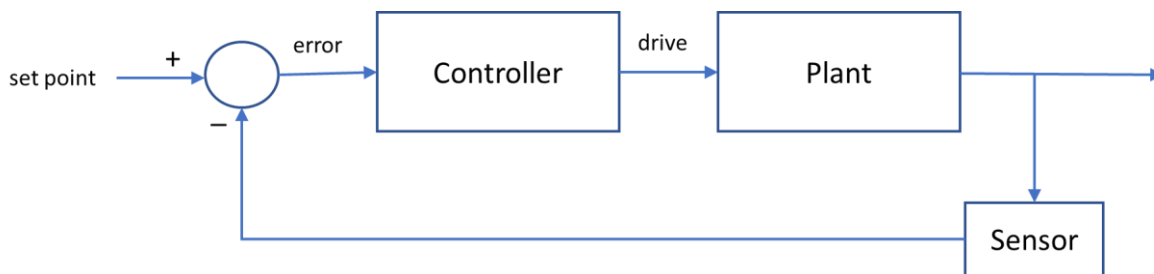 set point
+
error
Controller
drive
Plant
−
Sensor